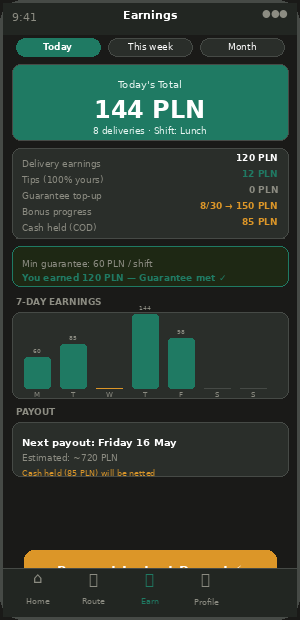 9:41
Earnings
Today
This week
Month
Today's Total
144 PLN
8 deliveries · Shift: Lunch
Delivery earnings 120 PLN
Tips (100% yours) 12 PLN
Guarantee top-up 0 PLN
Bonus progress 8/30 → 150 PLN
Cash held (COD) 85 PLN
Min guarantee: 60 PLN / shift
You earned 120 PLN — Guarantee met ✓
7-DAY EARNINGS
60 144 98
M T W T F S S
PAYOUT
Next payout: Friday 16 May
Estimated: ~720 PLN
Cash held (85 PLN) will be netted
Home Route Earn Profile